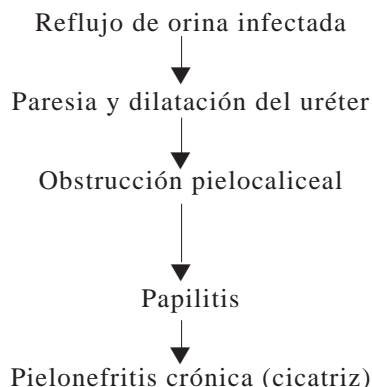 Reflujo de orina infectada
Paresia y dilatación del uréter
Obstrucción pielocaliceal
Papilitis
Pielonefritis crónica (cicatriz)